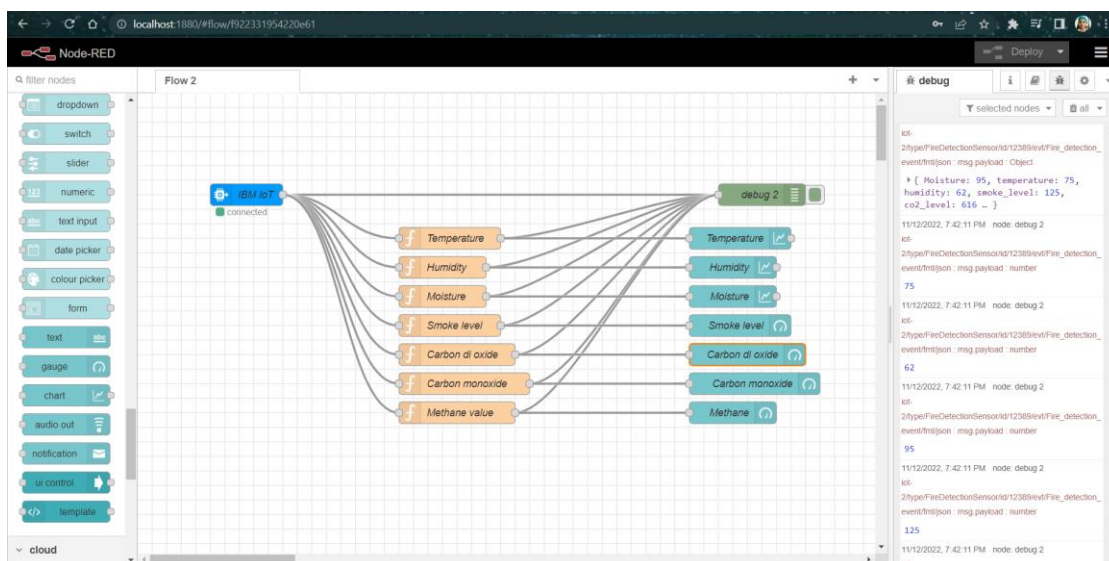 localhost:1880/#flow/f922331954220e61
Node-RED
Deploy
filter nodes
Flow 2
debug
i
selected nodes
all
dropdown
switch
slider
123
numeric
abc
text input
date picker
colour picker
form
text
abc
gauge
chart
audio out
notification
ui control
</>
template
cloud
IBM IoT
connected
debug 2
f
Temperature
Temperature
f
Humidity
Humidity
f
Moisture
Moisture
f
Smoke level
Smoke level
f
Carbon di oxide
Carbon di oxide
f
Carbon monoxide
Carbon monoxide
f
Methane value
Methane
iot-
2/type/FireDetectionSensor/id/12389/evt/Fire_detection_
event/fmt/json : msg.payload : Object
{ Moisture: 95, temperature: 75,
humidity: 62, smoke_level: 125,
co2_level: 616 … }
11/12/2022, 7:42:11 PM node: debug 2
iot-
2/type/FireDetectionSensor/id/12389/evt/Fire_detection_
event/fmt/json : msg.payload : number
75
11/12/2022, 7:42:11 PM node: debug 2
iot-
2/type/FireDetectionSensor/id/12389/evt/Fire_detection_
event/fmt/json : msg.payload : number
62
11/12/2022, 7:42:11 PM node: debug 2
iot-
2/type/FireDetectionSensor/id/12389/evt/Fire_detection_
event/fmt/json : msg.payload : number
95
11/12/2022, 7:42:11 PM node: debug 2
iot-
2/type/FireDetectionSensor/id/12389/evt/Fire_detection_
event/fmt/json : msg.payload : number
125
11/12/2022, 7:42:11 PM node: debug 2